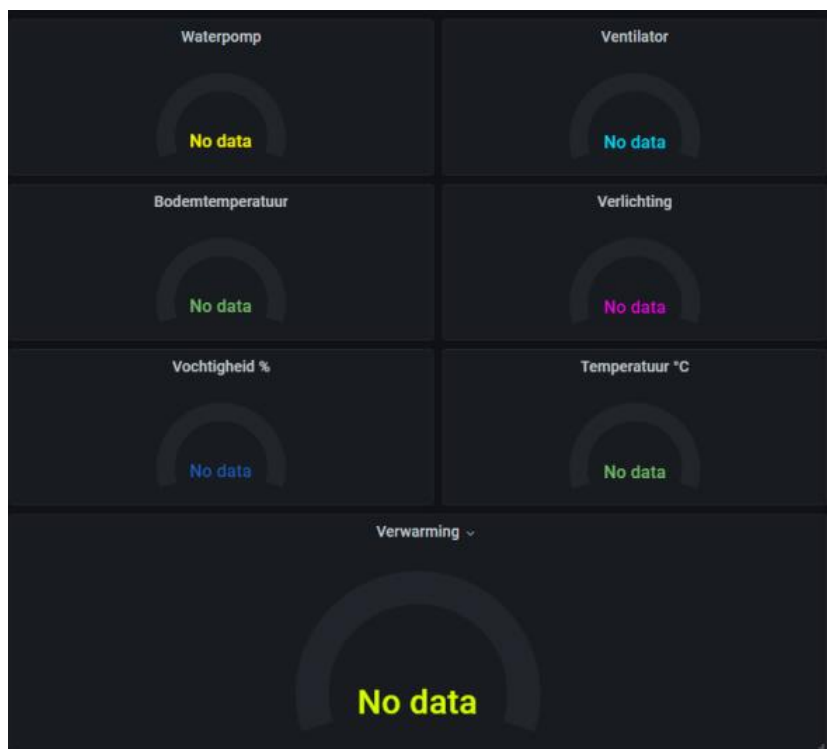 Waterpomp
No data
Ventilator
No data
Bodemtemperatuur
No data
Verlichting
No data
Vochtigheid %
No data
Temperatuur °C
No data
Verwarming
No data